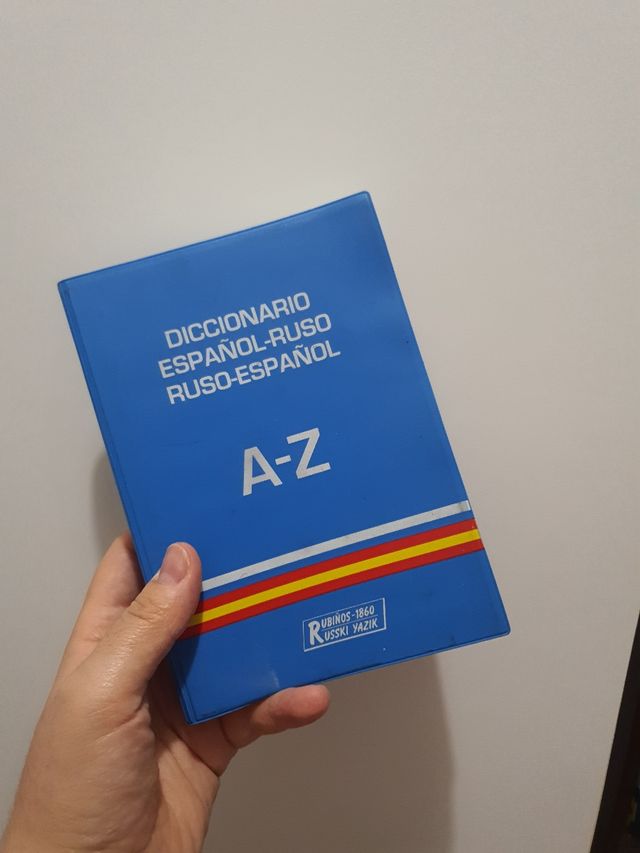 DICCIONARIO
ESPAÑOL-RUSO
RUSO-ESPAÑOL
A-Z
RUBIÑOS-1860
RUSSKI YAZIK